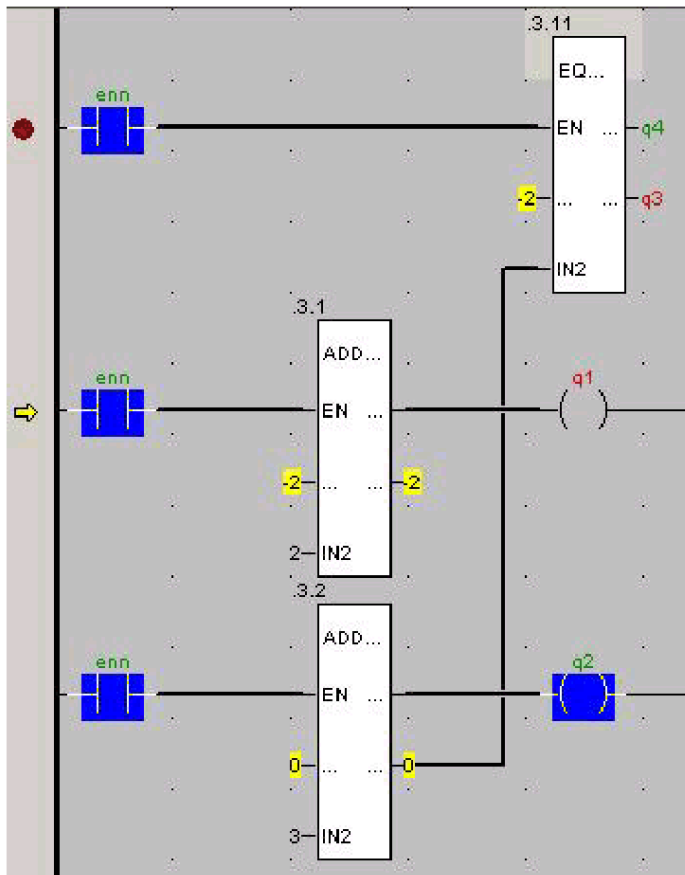 .3.11
EQ...
enn
EN ... q4
-2 ... ... q3
IN2
.3.1
ADD...
enn
q1
EN ...
-2 ... ... -2
2 IN2
.3.2
ADD...
enn
q2
EN ...
0 ... ... 0
3 IN2